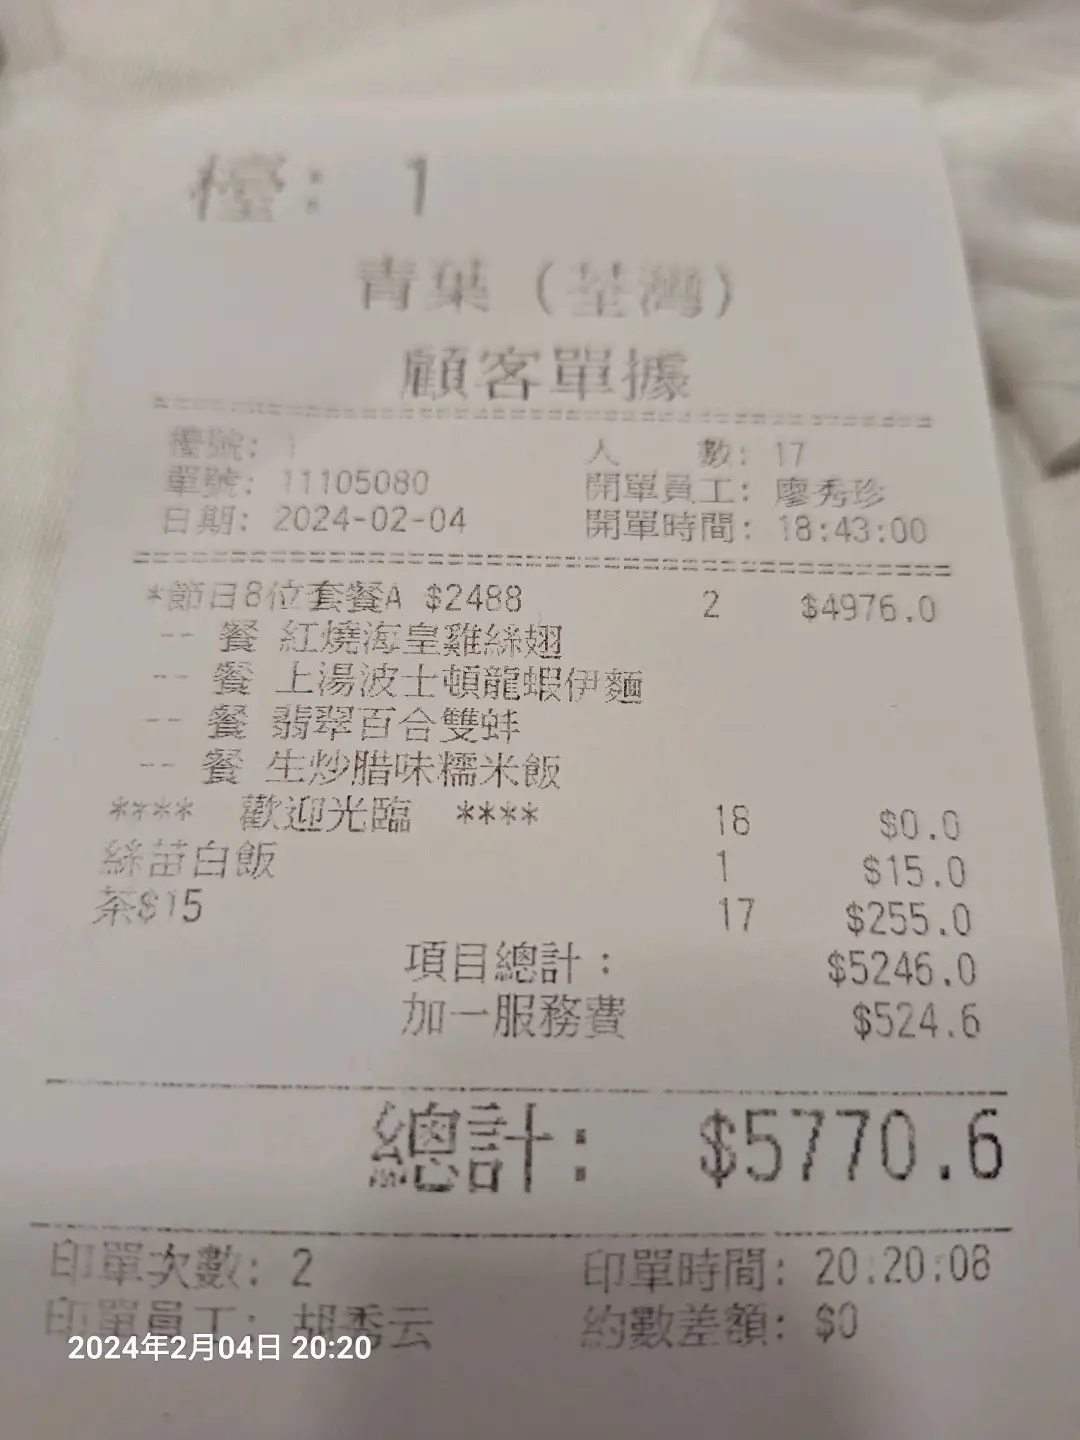 檯: 1
青葉 (荃灣)
顧客單據
檯號: 1 人 數: 17
單號: 11105080 開單員工: 廖秀珍
日期: 2024-02-04 開單時間: 18:43:00
*節日8位套餐A $2488 2 $4976.0
-- 餐 紅燒海皇雞絲翅
-- 餐 上湯波士頓龍蝦伊麵
-- 餐 翡翠百合雙蚌
-- 餐 生炒腊味糯米飯
**** 歡迎光臨 **** 18 $0.0
絲苗白飯 1 $15.0
茶$15 17 $255.0
項目總計: $5246.0
加一服務費 $524.6
總計: $5770.6
印單次數: 2 印單時間: 20:20:08
印單員工: 胡秀云 約數差額: $0
2024年2月04日 20:20